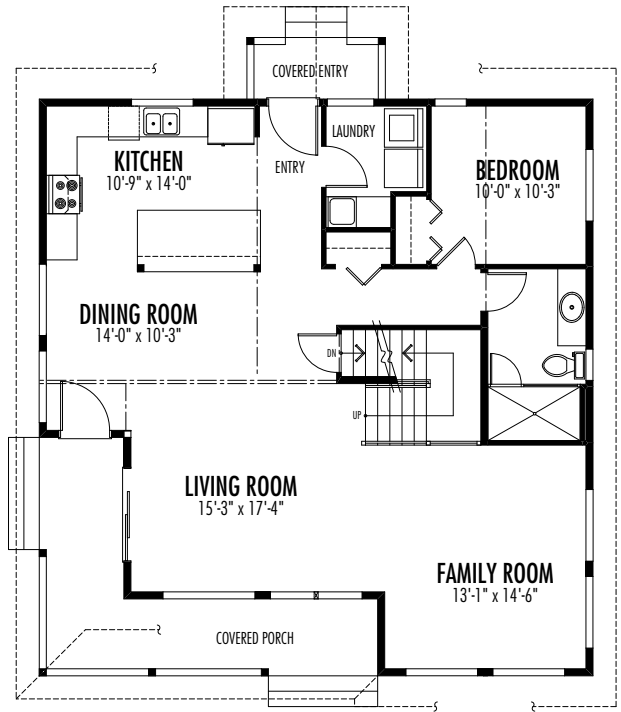 COVERED ENTRY
LAUNDRY
KITCHEN
10'-9" x 14'-0"
ENTRY
BEDROOM
10'-0" x 10'-3"
DINING ROOM
14'-0" x 10'-3"
DN
UP
LIVING ROOM
15'-3" x 17'-4"
FAMILY ROOM
13'-1" x 14'-6"
COVERED PORCH